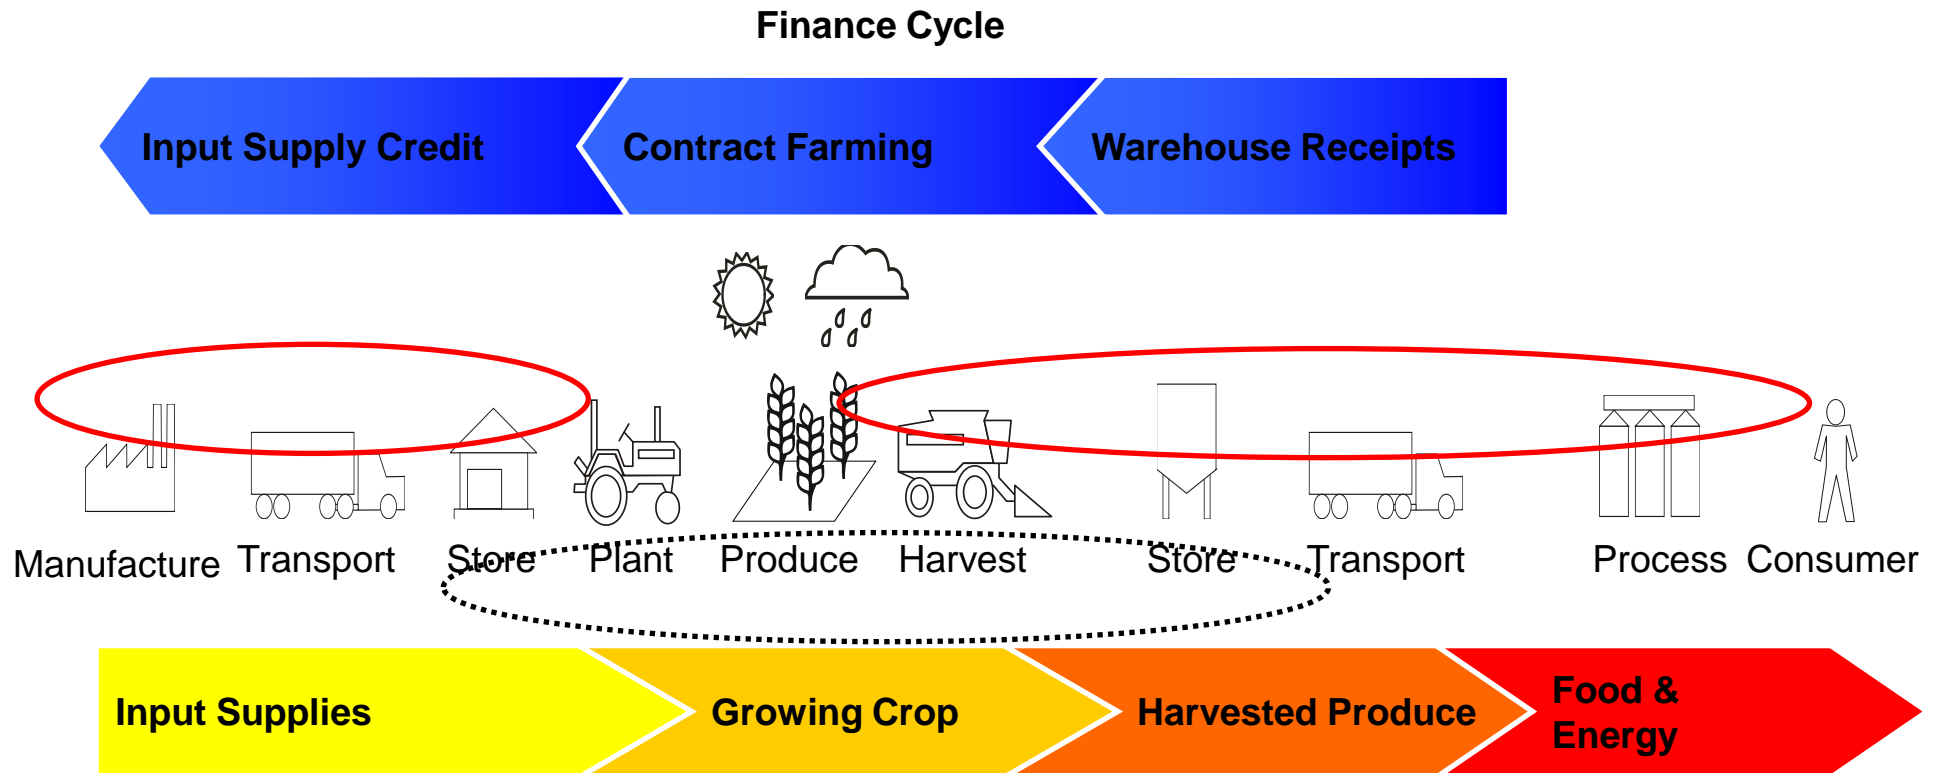 Finance Cycle
Input Supply Credit
Contract Farming
Warehouse Receipts
Manufacture
Transport
Store
Plant
Produce
Harvest
Store
Transport
Process
Consumer
Input Supplies
Growing Crop
Harvested Produce
Food &
Energy